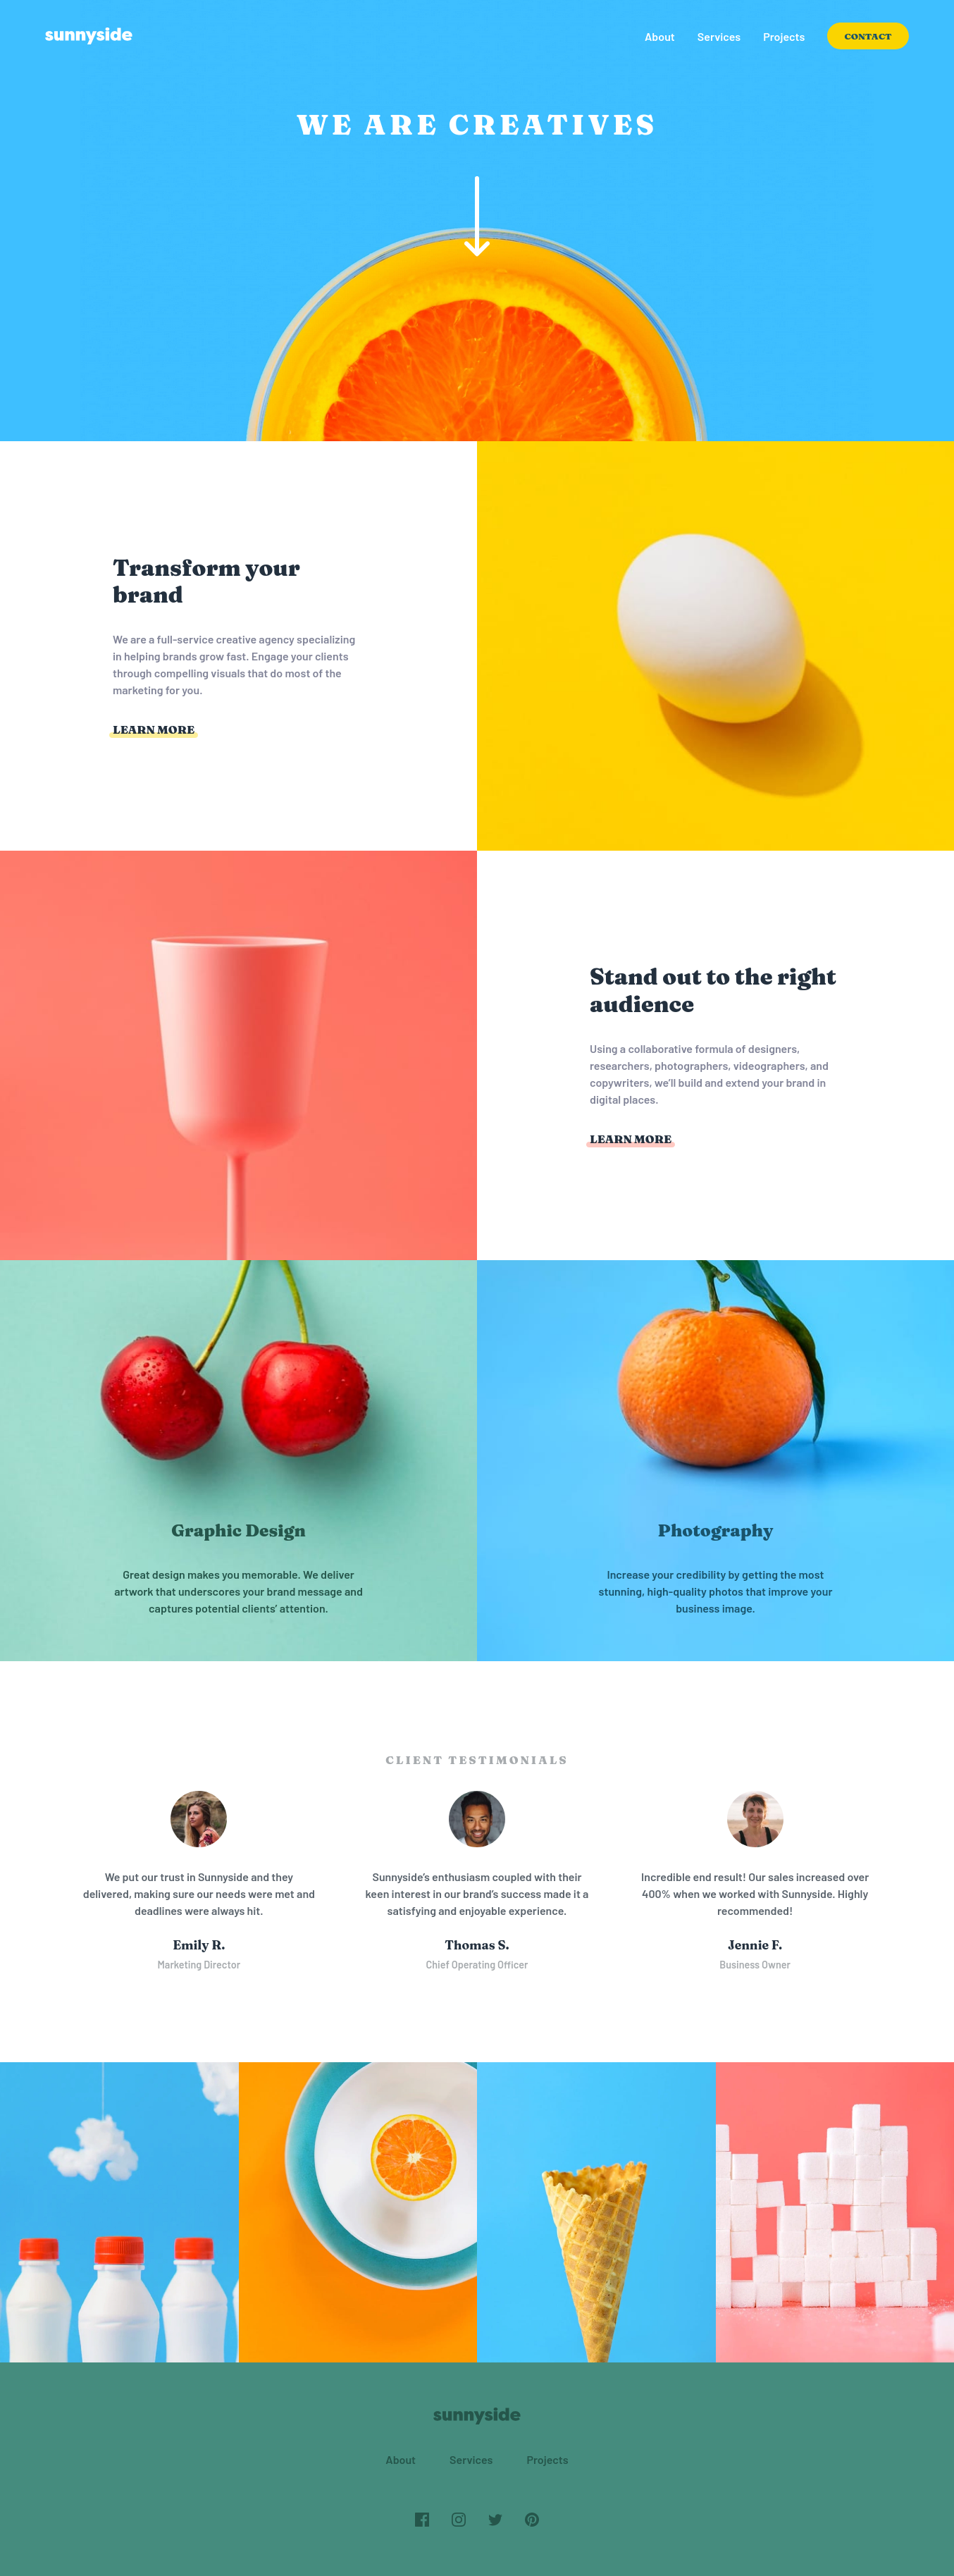 sunnyside
About Services Projects CONTACT
WE ARE CREATIVES
Transform your
brand
We are a full-service creative agency specializing
in helping brands grow fast. Engage your clients
through compelling visuals that do most of the
marketing for you.
LEARN MORE
Stand out to the right
audience
Using a collaborative formula of designers,
researchers, photographers, videographers, and
copywriters, we’ll build and extend your brand in
digital places.
LEARN MORE
Graphic Design
Great design makes you memorable. We deliver
artwork that underscores your brand message and
captures potential clients’ attention.
Photography
Increase your credibility by getting the most
stunning, high-quality photos that improve your
business image.
CLIENT TESTIMONIALS
We put our trust in Sunnyside and they
delivered, making sure our needs were met and
deadlines were always hit.
Emily R.
Marketing Director
Sunnyside’s enthusiasm coupled with their
keen interest in our brand’s success made it a
satisfying and enjoyable experience.
Thomas S.
Chief Operating Officer
Incredible end result! Our sales increased over
400% when we worked with Sunnyside. Highly
recommended!
Jennie F.
Business Owner
sunnyside
About Services Projects